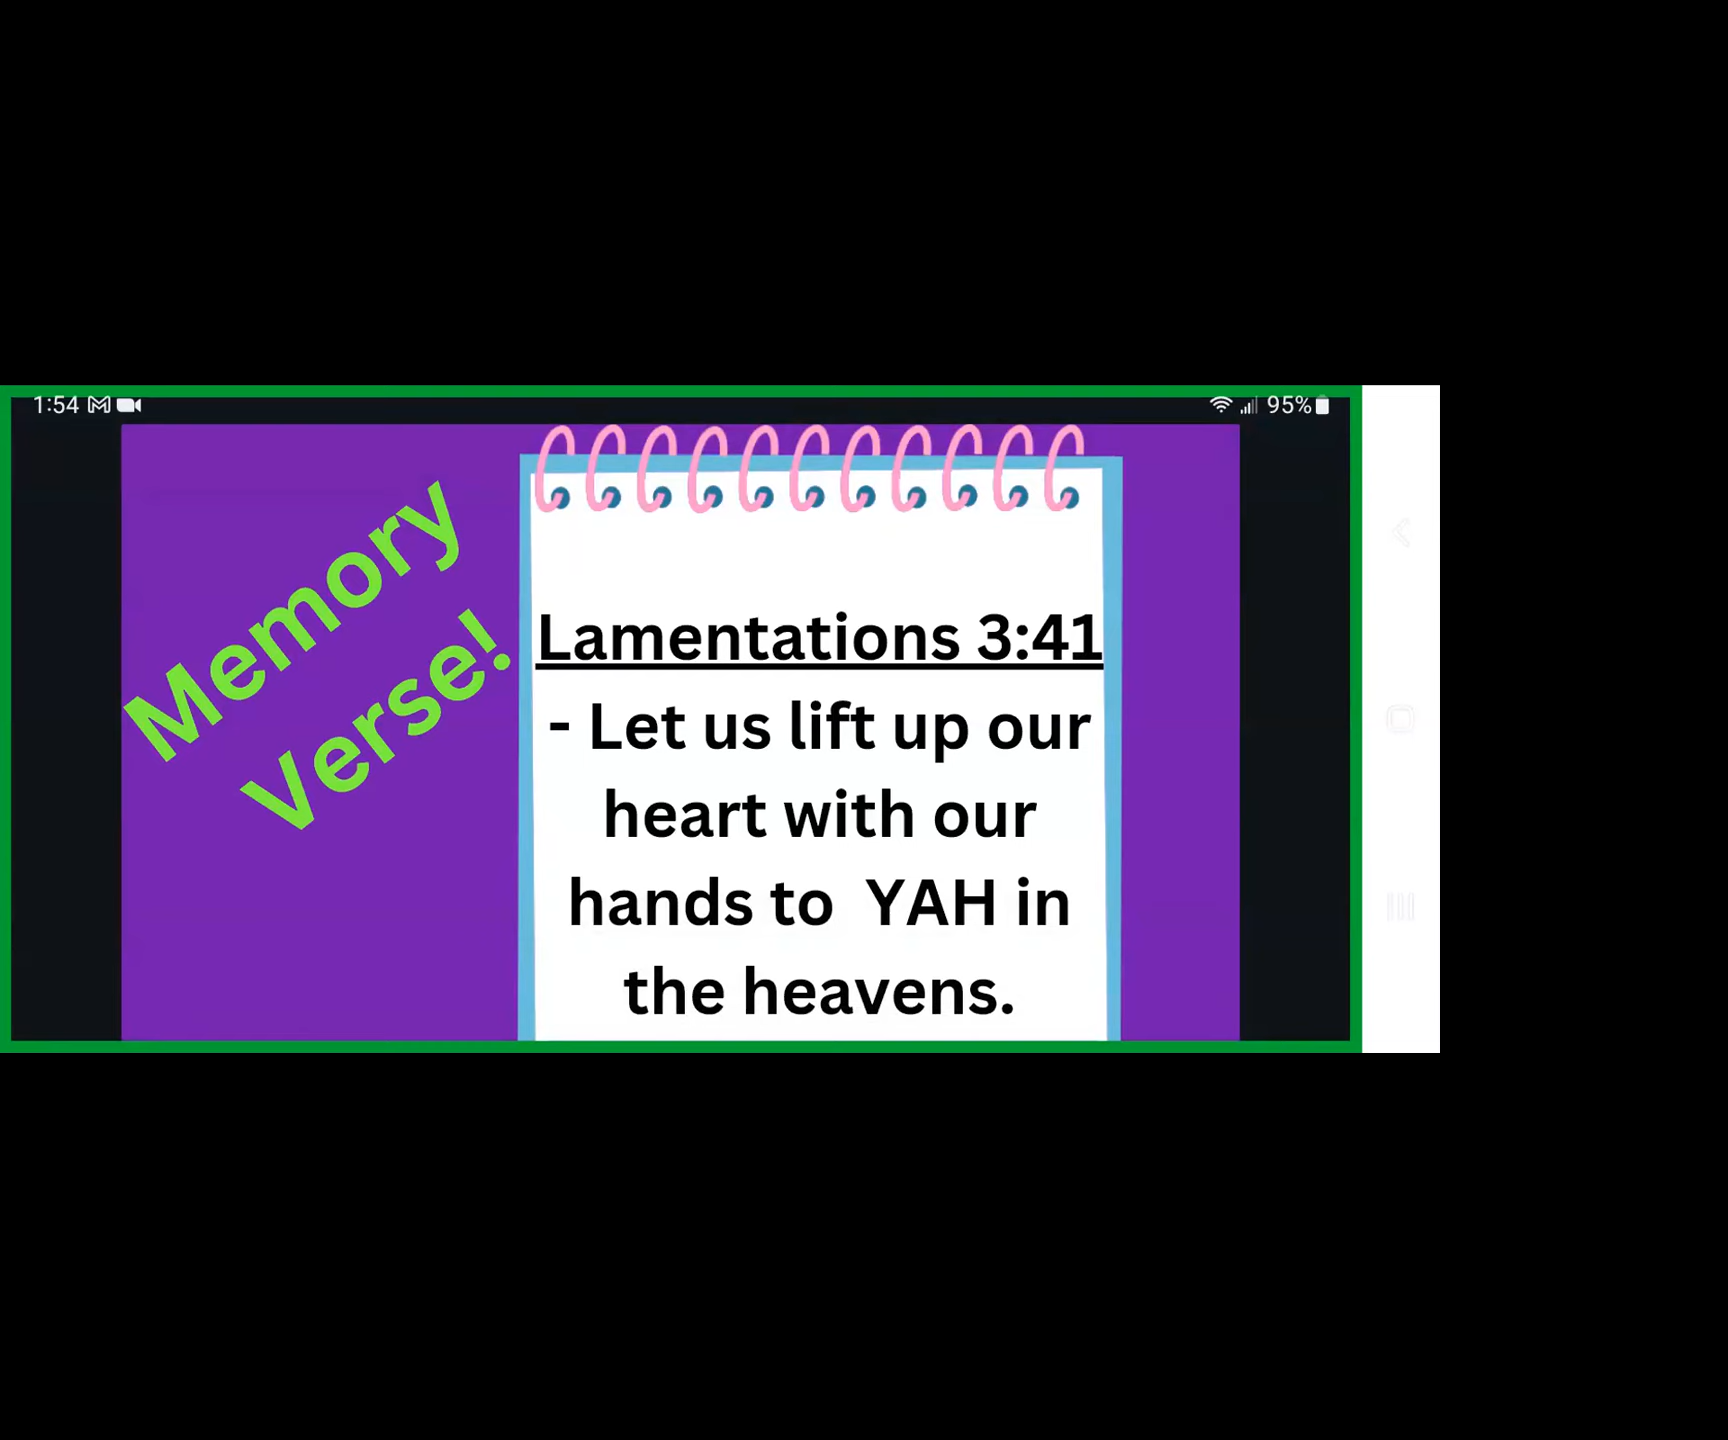 1:54
95%
Memory
Verse!
Lamentations 3:41
- Let us lift up our
heart with our
hands to YAH in
the heavens.